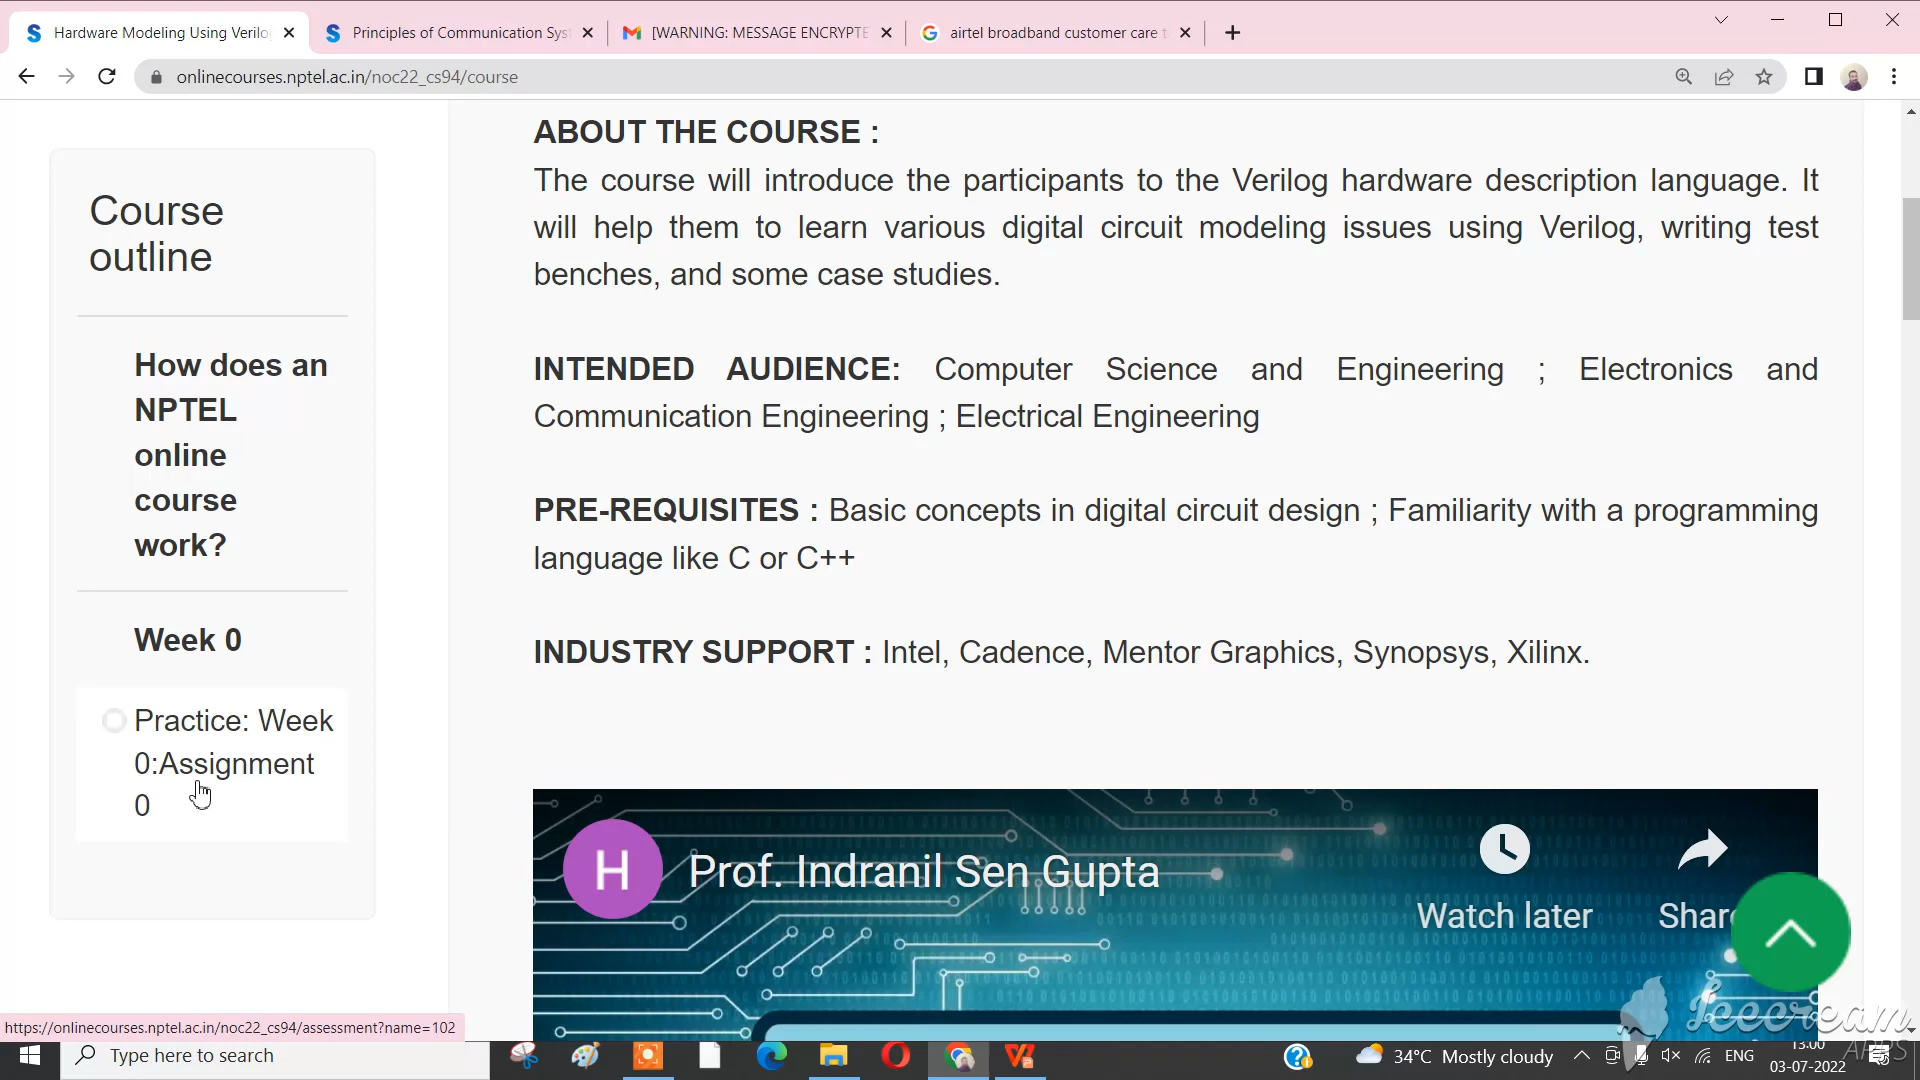 Hardware Modeling Using Verilo
Principles of Communication Sys
[WARNING: MESSAGE ENCRYPTE
airtel broadband customer care t
onlinecourses.nptel.ac.in/noc22_cs94/course
Course
outline
How does an
NPTEL
online
course
work?
Week 0
Practice: Week
0:Assignment
0
ABOUT THE COURSE :
The course will introduce the participants to the Verilog hardware description language. It
will help them to learn various digital circuit modeling issues using Verilog, writing test
benches, and some case studies.
INTENDED AUDIENCE: Computer Science and Engineering ; Electronics and
Communication Engineering ; Electrical Engineering
PRE-REQUISITES : Basic concepts in digital circuit design ; Familiarity with a programming
language like C or C++
INDUSTRY SUPPORT : Intel, Cadence, Mentor Graphics, Synopsys, Xilinx.
H
Prof. Indranil Sen Gupta
Watch later
Share
https://onlinecourses.nptel.ac.in/noc22_cs94/assessment?name=102
Icecream
APPS
Type here to search
34°C Mostly cloudy
ENG
13:00
03-07-2022